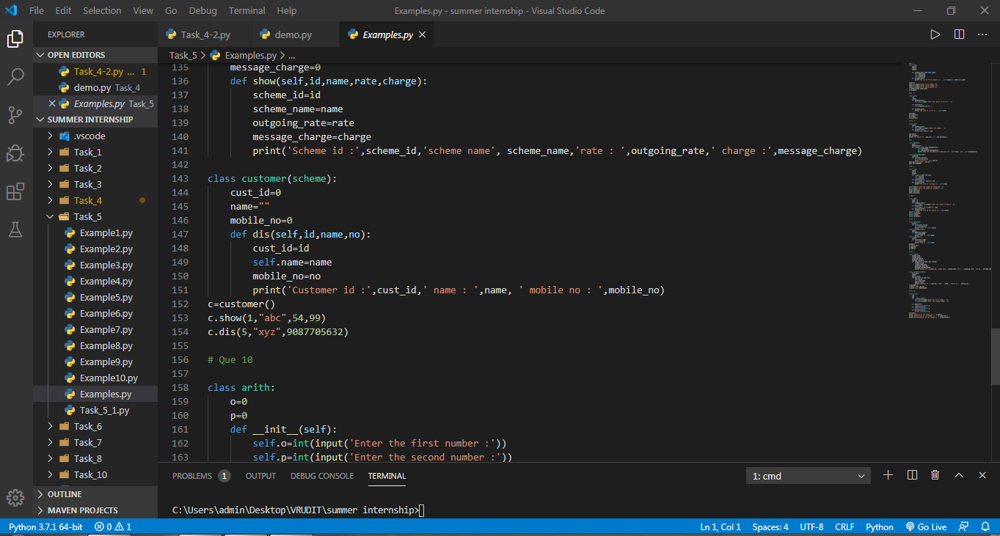 File Edit Selection View Go Debug Terminal Help Examples.py - summer internship - Visual Studio Code
EXPLORER
OPEN EDITORS
Task_4-2.py ... 1
demo.py Task_4
Examples.py Task_5
SUMMER INTERNSHIP
.vscode
Task_1
Task_2
Task_3
Task_4
Task_5
Example1.py
Example2.py
Example3.py
Example4.py
Example5.py
Example6.py
Example7.py
Example8.py
Example9.py
Example10.py
Examples.py
Task_5_1.py
Task_6
Task_7
Task_8
Task_10
OUTLINE
MAVEN PROJECTS
Task_4-2.py demo.py Examples.py
Task_5 > Examples.py > ...
135 message_charge=0
136 def show(self,id,name,rate,charge):
137 scheme_id=id
138 scheme_name=name
139 outgoing_rate=rate
140 message_charge=charge
141 print('Scheme id :',scheme_id,'scheme name', scheme_name,'rate : ',outgoing_rate,' charge :',message_charge)
142
143 class customer(scheme):
144 cust_id=0
145 name=""
146 mobile_no=0
147 def dis(self,id,name,no):
148 cust_id=id
149 self.name=name
150 mobile_no=no
151 print('Customer id :',cust_id,' name : ',name, ' mobile no : ',mobile_no)
152 c=customer()
153 c.show(1,"abc",54,99)
154 c.dis(5,"xyz",9087705632)
155
156 # Que 10
157
158 class arith:
159 o=0
160 p=0
161 def __init__(self):
162 self.o=int(input('Enter the first number :'))
163 self.p=int(input('Enter the second number :'))
PROBLEMS 1 OUTPUT DEBUG CONSOLE TERMINAL 1: cmd
C:\Users\admin\Desktop\VRUDIT\summer internship>
Python 3.7.1 64-bit 0 1 Ln 1, Col 1 Spaces: 4 UTF-8 CRLF Python Go Live